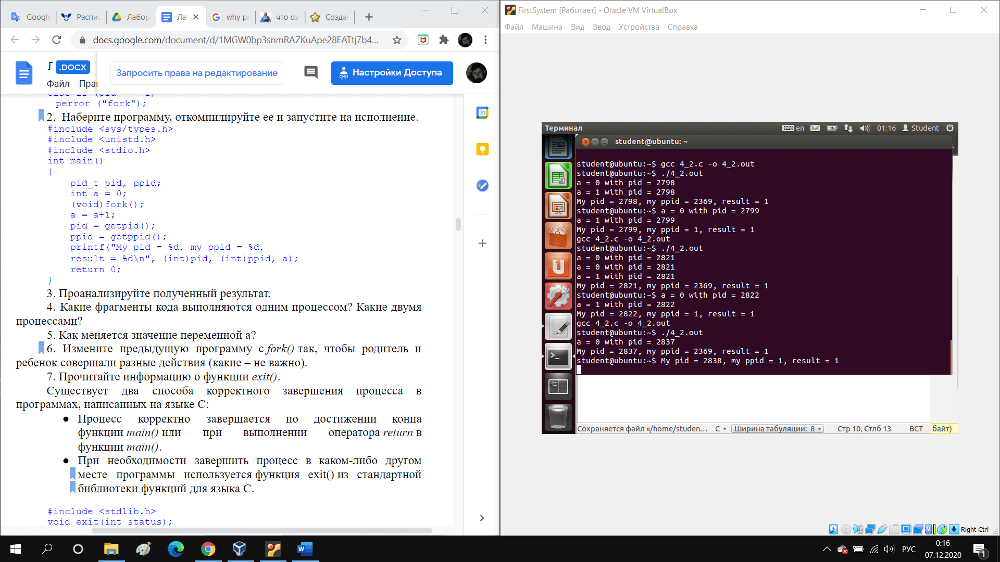 Google
Распис
Лабор
Ла
why pr
что оз
Создан
docs.google.com/document/d/1MGW0bp3snmRAZKuApe28EATtj7b4...
Л .DOCX
Файл Прав
Запросить права на редактирование
Настройки Доступа
perror ("fork");
2. Наберите программу, откомпилируйте ее и запустите на исполнение.
#include <sys/types.h>
#include <unistd.h>
#include <stdio.h>
int main()
{
pid_t pid, ppid;
int a = 0;
(void)fork();
a = a+1;
pid = getpid();
ppid = getppid();
printf("My pid = %d, my ppid = %d,
result = %d\n", (int)pid, (int)ppid, a);
return 0;
}
3. Проанализируйте полученный результат.
4. Какие фрагменты кода выполняются одним процессом? Какие двумя
процессами?
5. Как меняется значение переменной a?
6. Измените предыдущую программу с fork() так, чтобы родитель и
ребенок совершали разные действия (какие – не важно).
7. Прочитайте информацию о функции exit().
Существует два способа корректного завершения процесса в
программах, написанных на языке C:
● Процесс корректно завершается по достижении конца
функции main() или при выполнении оператора return в
функции main().
● При необходимости завершить процесс в каком-либо другом
месте программы используется функция exit() из стандартной
библиотеки функций для языка C.
#include <stdlib.h>
void exit(int status);
31
FirstSystem [Работает] - Oracle VM VirtualBox
Файл Машина Вид Ввод Устройства Справка
Терминал
en 01:16 Student
student@ubuntu: ~
student@ubuntu:~$ gcc 4_2.c -o 4_2.out
student@ubuntu:~$ ./4_2.out
a = 0 with pid = 2798
a = 1 with pid = 2798
My pid = 2798, my ppid = 2369, result = 1
student@ubuntu:~$ a = 0 with pid = 2799
a = 1 with pid = 2799
My pid = 2799, my ppid = 1, result = 1
gcc 4_2.c -o 4_2.out
student@ubuntu:~$ ./4_2.out
a = 0 with pid = 2821
a = 0 with pid = 2821
a = 1 with pid = 2821
My pid = 2821, my ppid = 2369, result = 1
student@ubuntu:~$ a = 0 with pid = 2822
a = 1 with pid = 2822
My pid = 2822, my ppid = 1, result = 1
gcc 4_2.c -o 4_2.out
student@ubuntu:~$ ./4_2.out
a = 0 with pid = 2837
My pid = 2837, my ppid = 2369, result = 1
student@ubuntu:~$ My pid = 2838, my ppid = 1, result = 1
Сохраняется файл «/home/studen... C Ширина табуляции: 8 Стр 10, Стлб 13 ВСТ байт)
Right Ctrl
РУС
0:16
07.12.2020
1